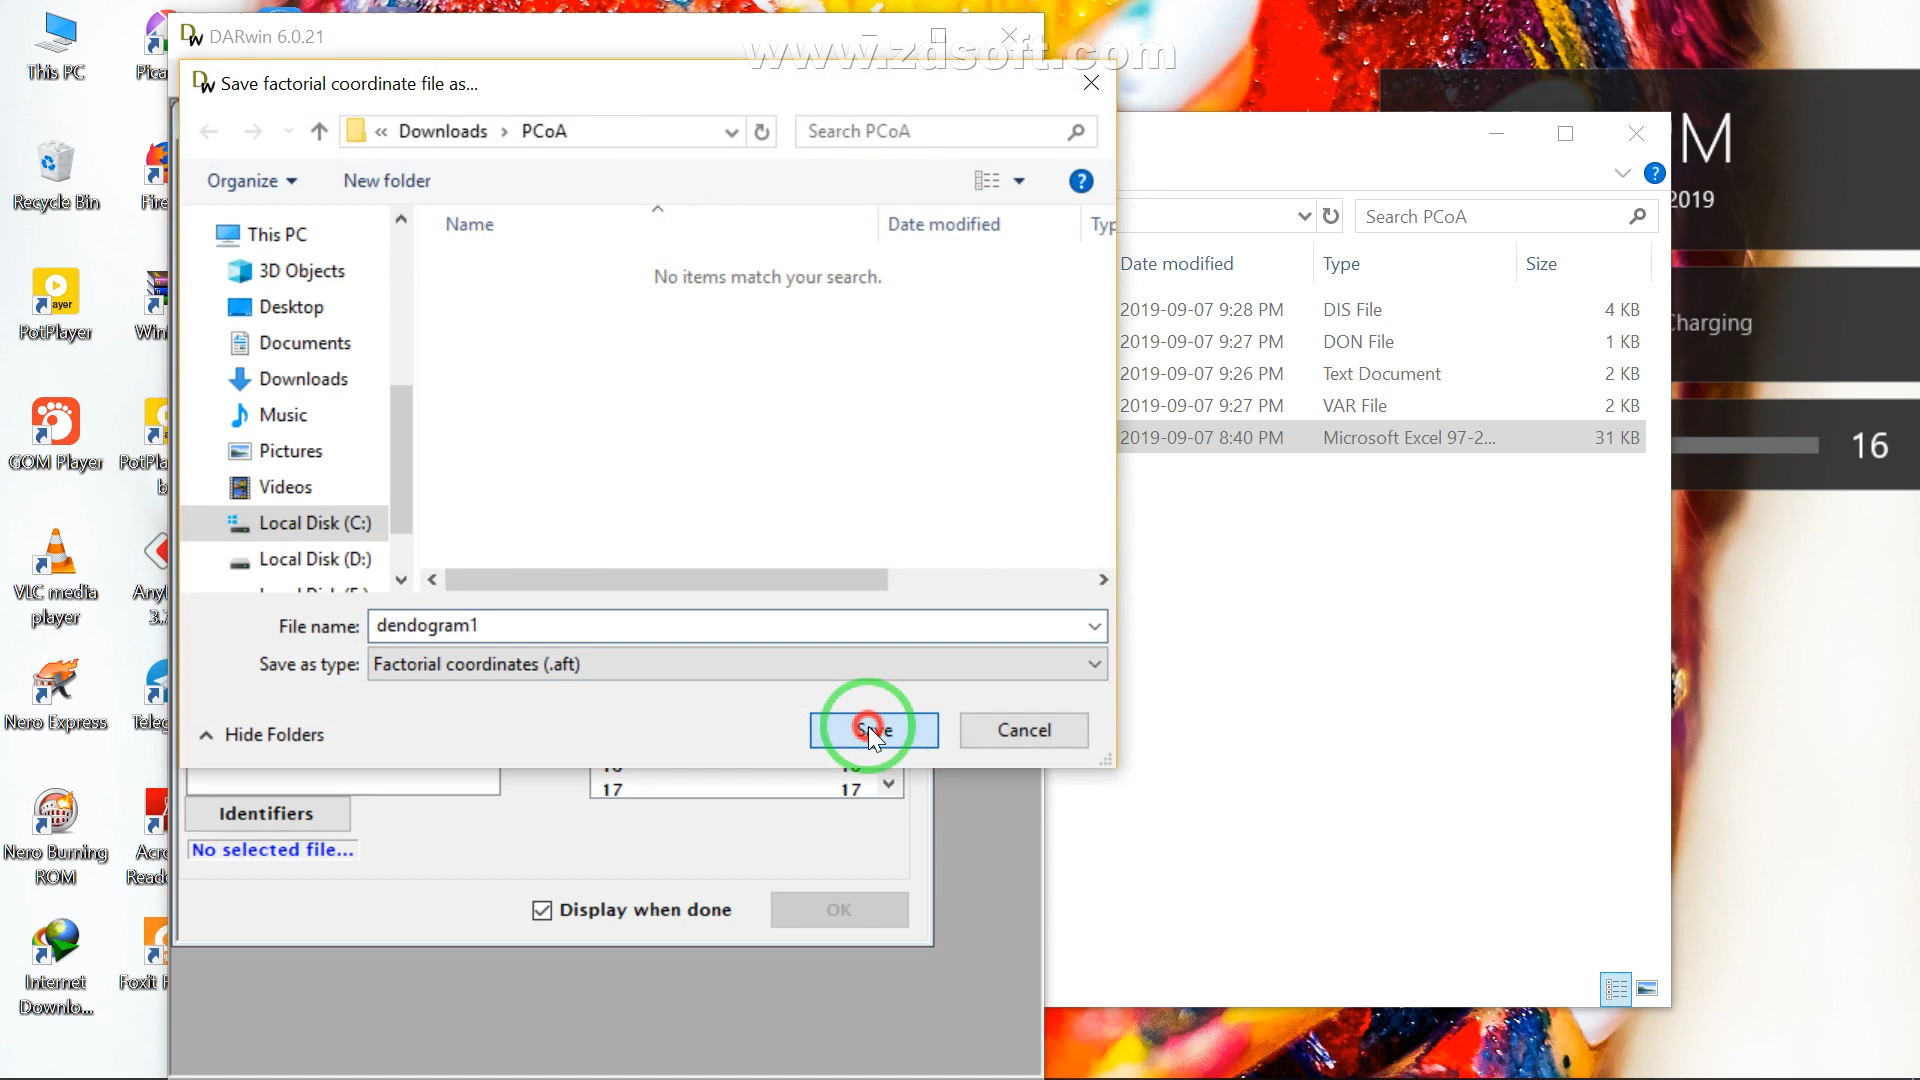 DARwin 6.0.21
www.zdsoft.com
Save factorial coordinate file as...
« Downloads › PCoA
Search PCoA
Organize
New folder
Name
Date modified
This PC
3D Objects
Desktop
Documents
Downloads
Music
Pictures
Videos
Local Disk (C:)
Local Disk (D:)
No items match your search.
File name: dendogram1
Save as type: Factorial coordinates (.aft)
Hide Folders
Save
Cancel
17 17
Identifiers
No selected file...
Display when done
OK
Search PCoA
Date modified Type Size
2019-09-07 9:28 PM DIS File 4 KB
2019-09-07 9:27 PM DON File 1 KB
2019-09-07 9:26 PM Text Document 2 KB
2019-09-07 9:27 PM VAR File 2 KB
2019-09-07 8:40 PM Microsoft Excel 97-2... 31 KB
2019
Charging
16
This PC
Recycle Bin
PotPlayer
GOM Player
VLC media
player
Nero Express
Nero Burning
ROM
Internet
Downlo...